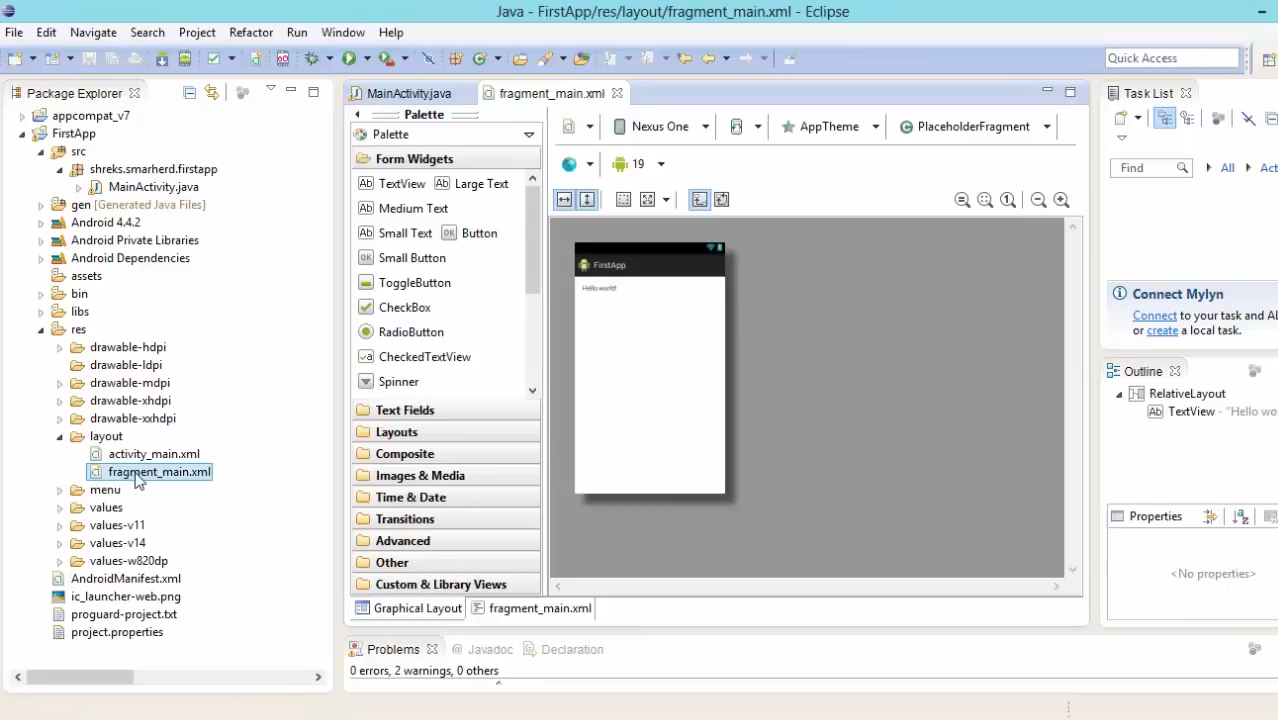 Java - FirstApp/res/layout/fragment_main.xml - Eclipse
File Edit Navigate Search Project Refactor Run Window Help
Quick Access
Package Explorer
appcompat_v7
FirstApp
src
shreks.smarherd.firstapp
MainActivity.java
gen [Generated Java Files]
Android 4.4.2
Android Private Libraries
Android Dependencies
assets
bin
libs
res
drawable-hdpi
drawable-ldpi
drawable-mdpi
drawable-xhdpi
drawable-xxhdpi
layout
activity_main.xml
fragment_main.xml
menu
values
values-v11
values-v14
values-w820dp
AndroidManifest.xml
ic_launcher-web.png
proguard-project.txt
project.properties
MainActivity.java
fragment_main.xml
Palette
Palette
Form Widgets
Ab TextView Ab Large Text
Ab Medium Text
Ab Small Text OK Button
OK Small Button
ToggleButton
CheckBox
RadioButton
CheckedTextView
Spinner
Text Fields
Layouts
Composite
Images & Media
Time & Date
Transitions
Advanced
Other
Custom & Library Views
Nexus One
AppTheme
PlaceholderFragment
19
FirstApp
Hello world!
Graphical Layout
fragment_main.xml
Problems @ Javadoc Declaration
0 errors, 2 warnings, 0 others
Task List
Find All Act
Connect Mylyn
Connect to your task and AL
or create a local task.
Outline
RelativeLayout
Ab TextView - "Hello wo
Properties
<No properties>